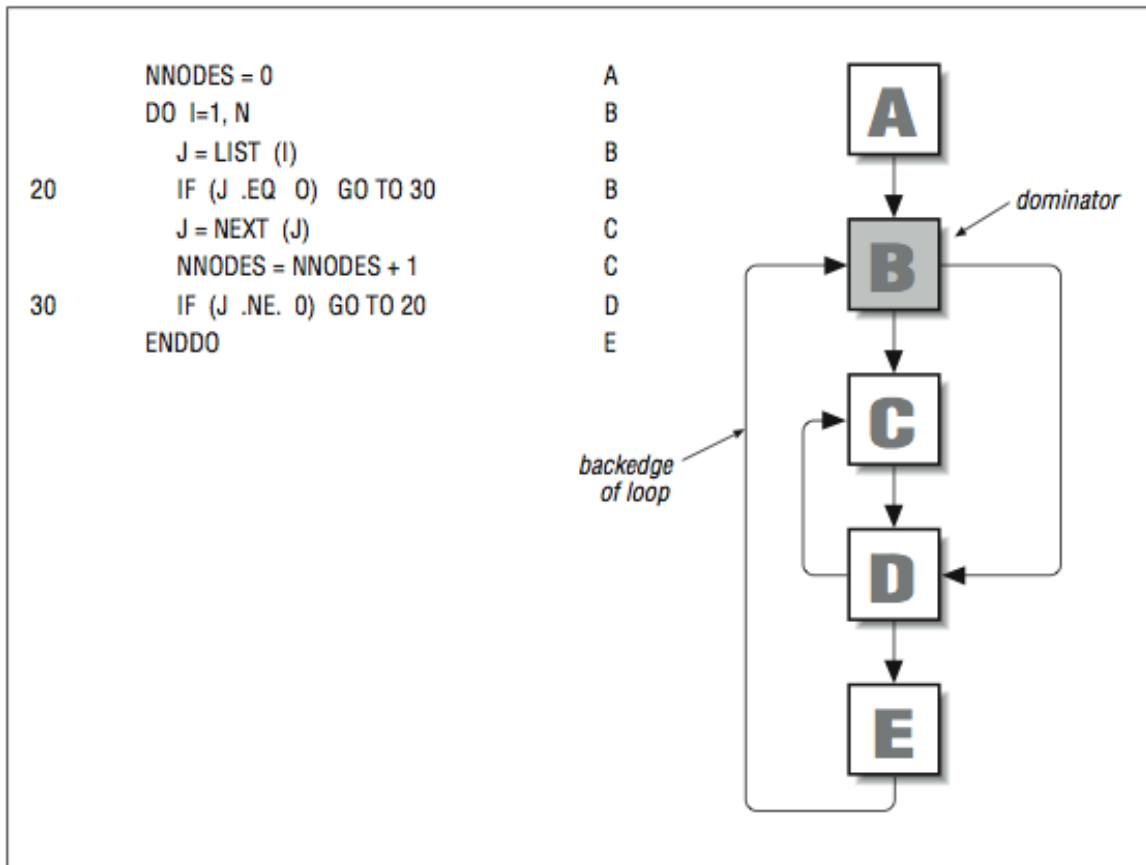 NNODES = 0 A
DO I=1, N B
J = LIST (I) B
20 IF (J .EQ O) GO TO 30 B
J = NEXT (J) C
NNODES = NNODES + 1 C
30 IF (J .NE. 0) GO TO 20 D
ENDDO E
A
dominator
B
C
backedge
of loop
D
E